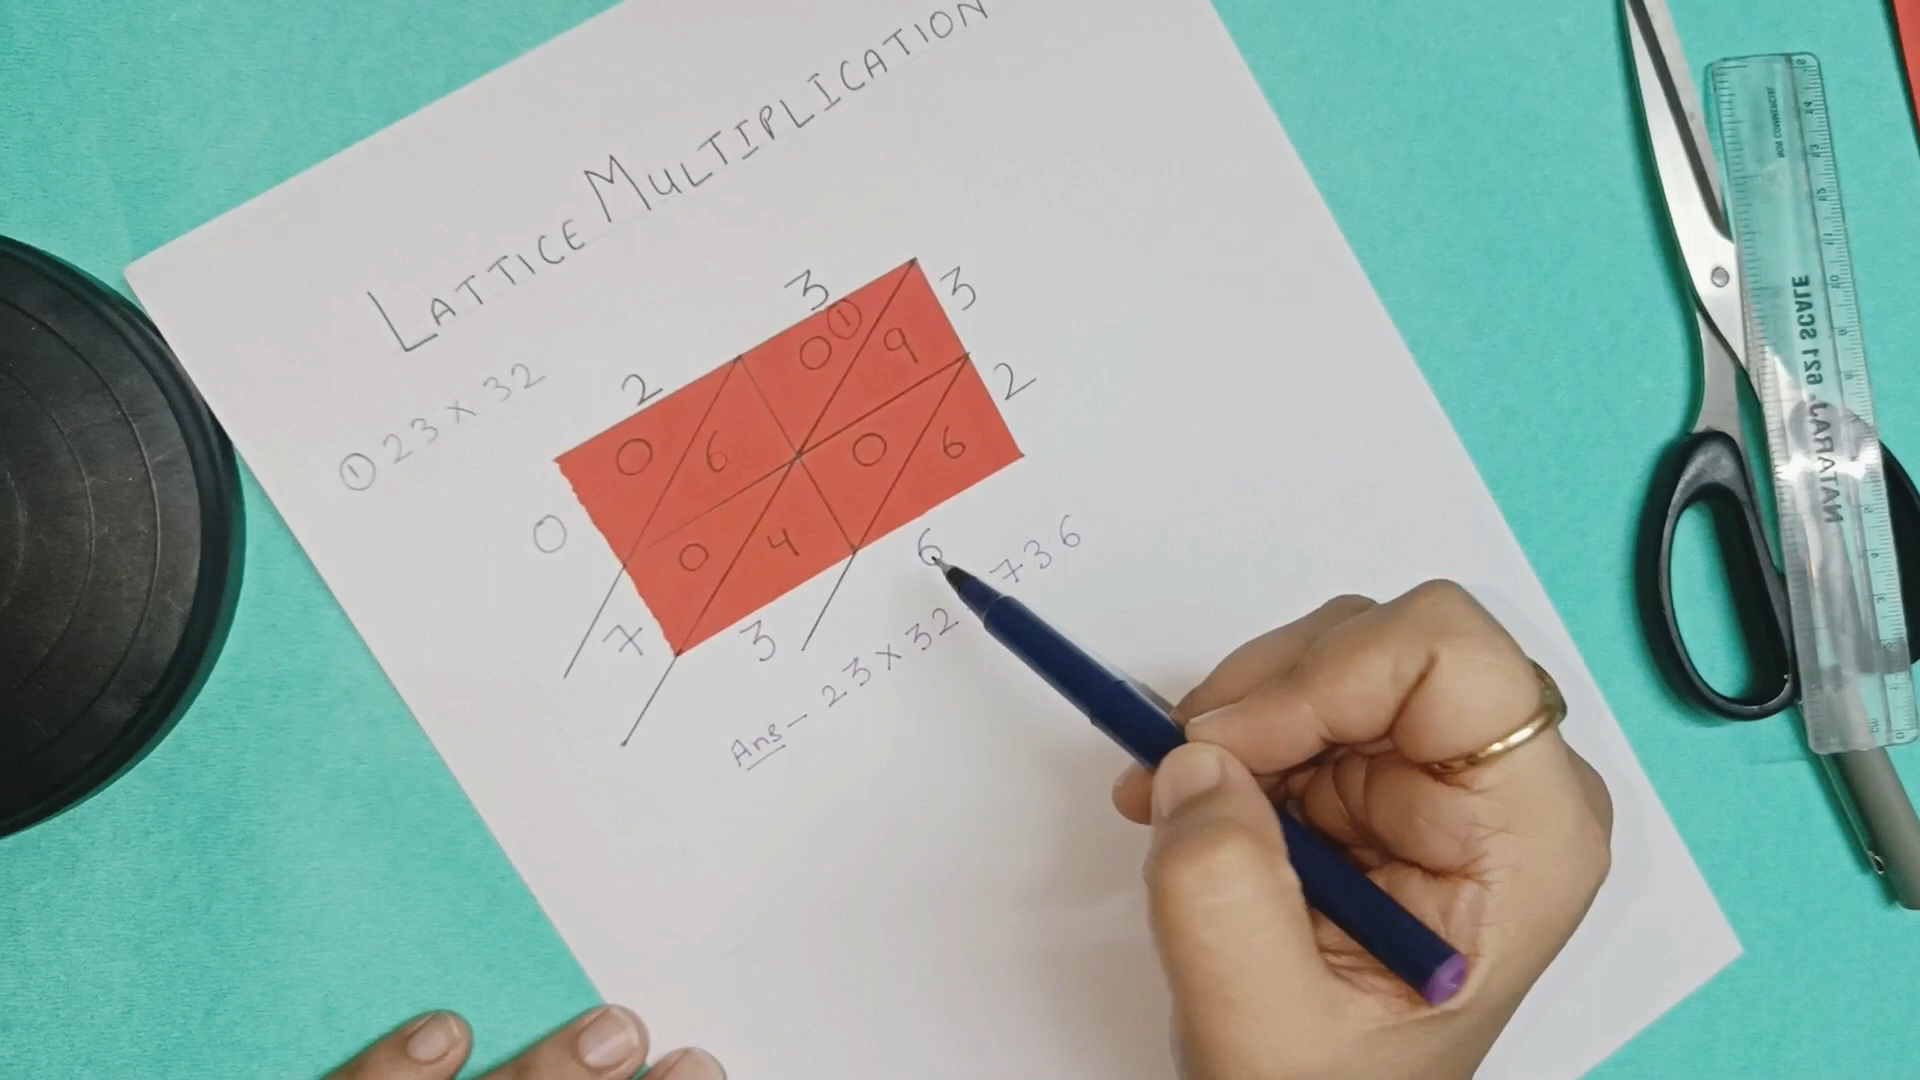 LATTICE MULTIPLICATION
① 23 × 32
2 3
0 ① 9 3
0 6 0 6 2
0 0 4
7 3 6
Ans- 23 × 32 736
NATARAJ. 621 SCALE